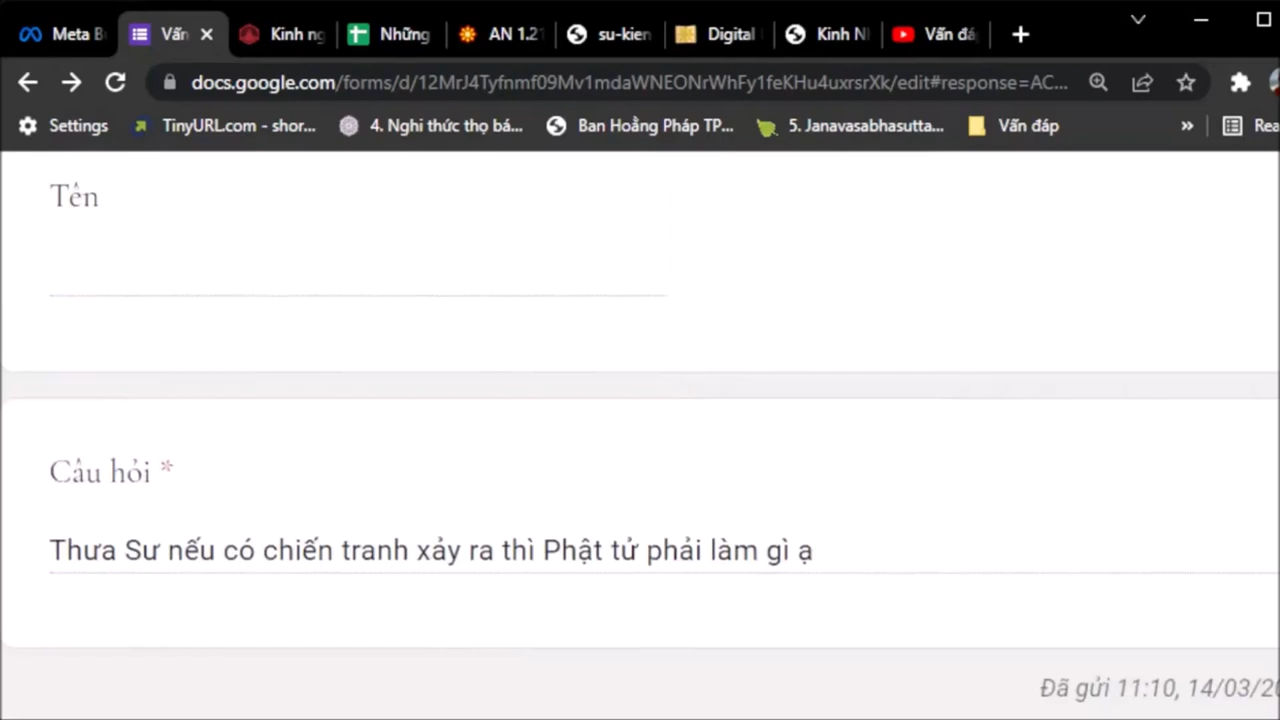 Meta B
Vấn
Kinh ng
Những
AN 1.21
su-kien
Digital
Kinh N
Vấn đá
docs.google.com/forms/d/12MrJ4Tyfnmf09Mv1mdaWNEONrWhFy1feKHu4uxrsrXk/edit#response=AC...
Settings
TinyURL.com - shor...
4. Nghi thức thọ bá...
Ban Hoằng Pháp TP...
5. Janavasabhasutta...
Vấn đáp
»
Rea
Tên
Câu hỏi *
Thưa Sư nếu có chiến tranh xảy ra thì Phật tử phải làm gì ạ
Đã gửi 11:10, 14/03/20